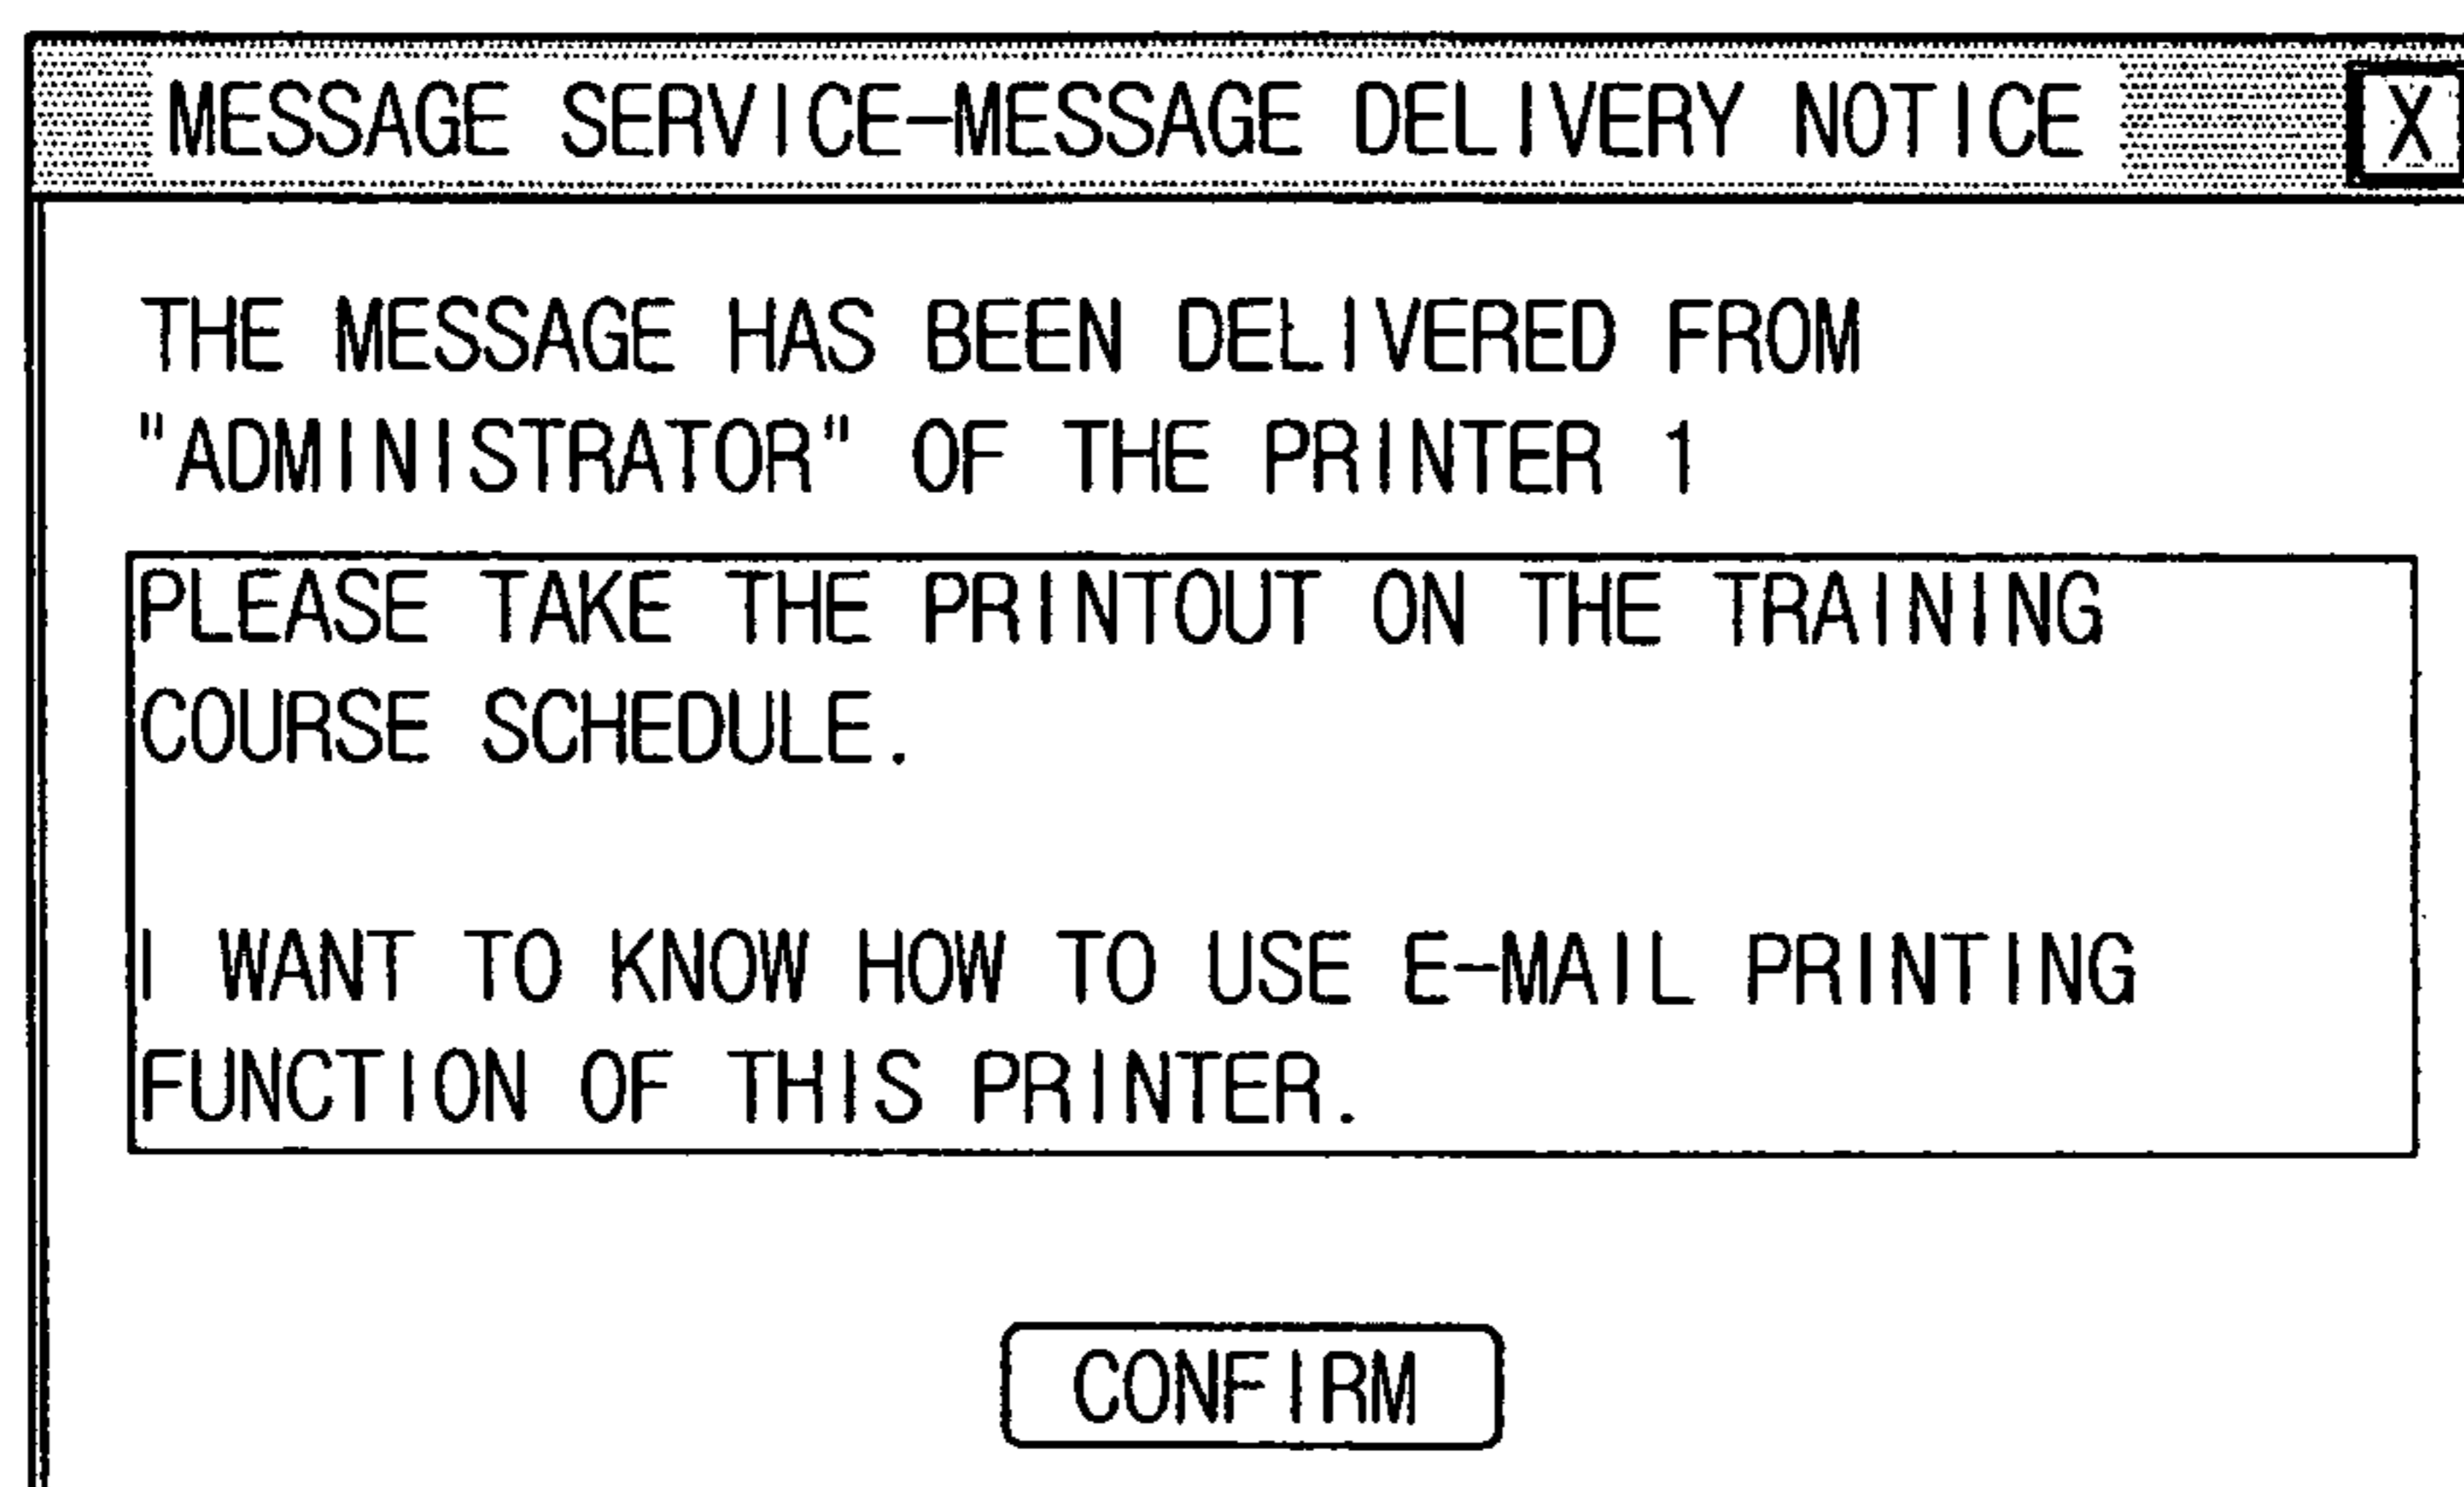 MESSAGE SERVICE-MESSAGE DELIVERY NOTICE X
THE MESSAGE HAS BEEN DELIVERED FROM
"ADMINISTRATOR" OF THE PRINTER 1
PLEASE TAKE THE PRINTOUT ON THE TRAINING
COURSE SCHEDULE.
I WANT TO KNOW HOW TO USE E-MAIL PRINTING
FUNCTION OF THIS PRINTER.
CONFIRM